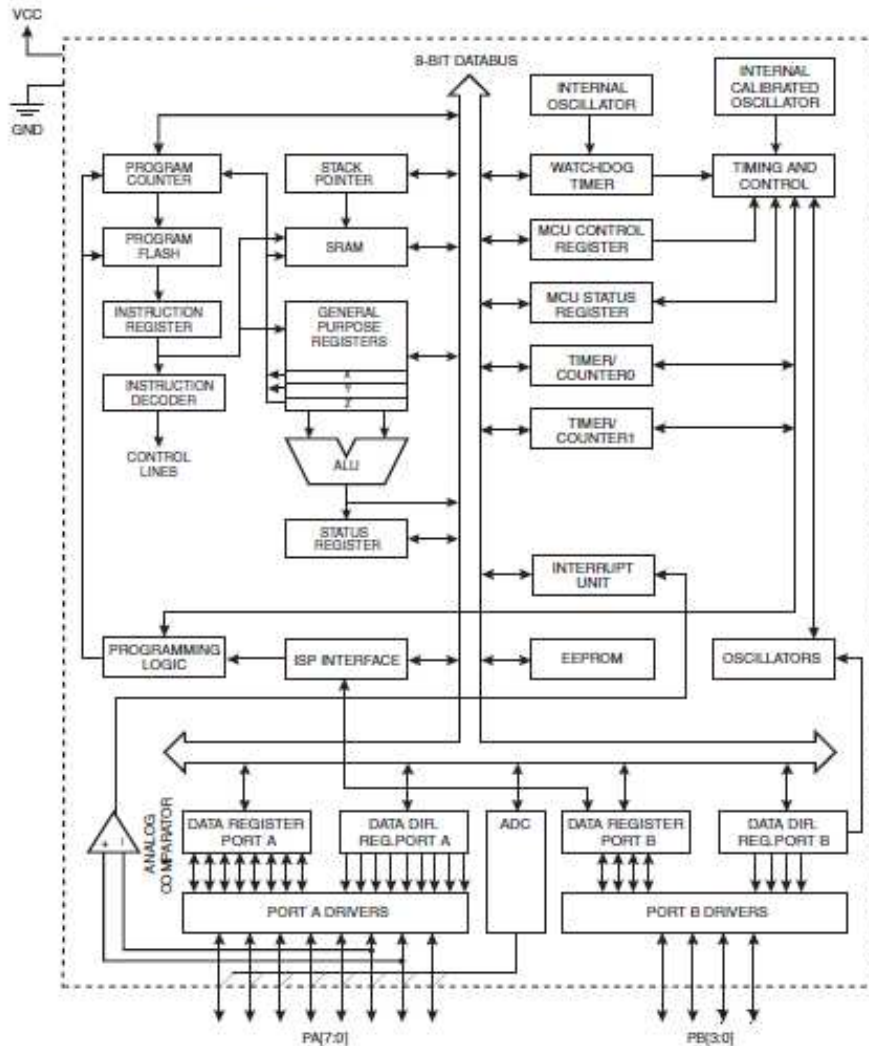 VCC
GND
8-BIT DATABUS
INTERNAL
OSCILLATOR
INTERNAL
CALIBRATED
OSCILLATOR
PROGRAM
COUNTER
STACK
POINTER
WATCHDOG
TIMER
TIMING AND
CONTROL
PROGRAM
FLASH
SRAM
MCU CONTROL
REGISTER
INSTRUCTION
REGISTER
GENERAL
PURPOSE
REGISTERS
MCU STATUS
REGISTER
X
Y
Z
INSTRUCTION
DECODER
TIMER/
COUNTER0
CONTROL
LINES
ALU
TIMER/
COUNTER1
STATUS
REGISTER
INTERRUPT
UNIT
PROGRAMMING
LOGIC
ISP INTERFACE
EEPROM
OSCILLATORS
ANALOG
COMPARATOR
+
-
DATA REGISTER
PORT A
DATA DIR.
REG.PORT A
ADC
DATA REGISTER
PORT B
DATA DIR.
REG.PORT B
PORT A DRIVERS
PORT B DRIVERS
PA[7:0]
PB[3:0]